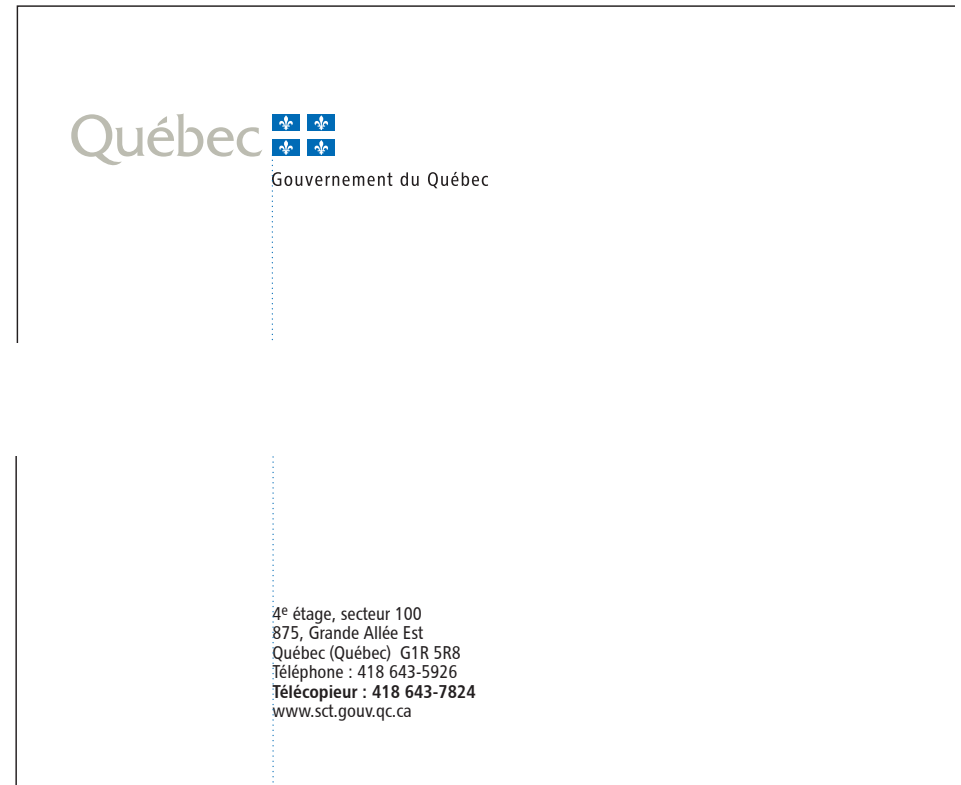 Québec
Gouvernement du Québec
4e étage, secteur 100
875, Grande Allée Est
Québec (Québec) G1R 5R8
Téléphone : 418 643-5926
Télécopieur : 418 643-7824
www.sct.gouv.qc.ca